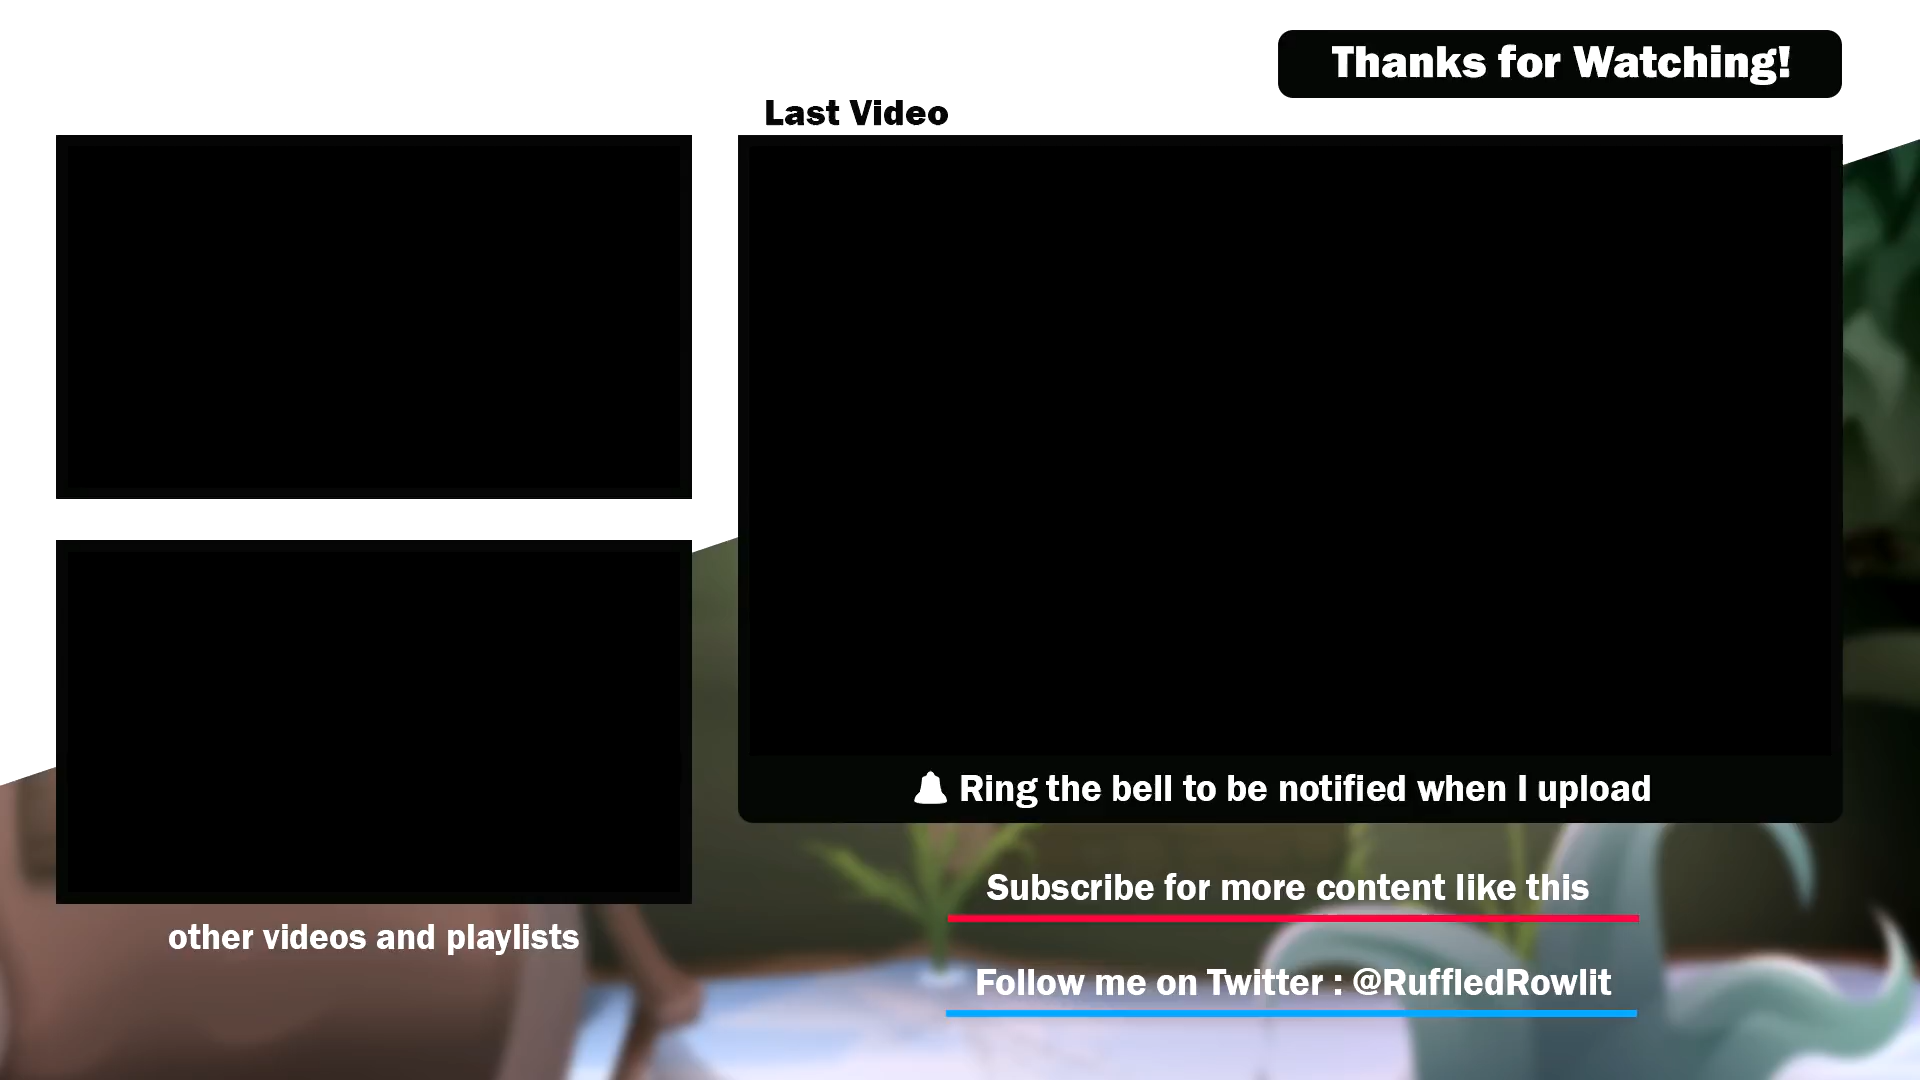 Thanks for Watching!
Last Video
Ring the bell to be notified when I upload
Subscribe for more content like this
other videos and playlists
Follow me on Twitter : @RuffledRowlit